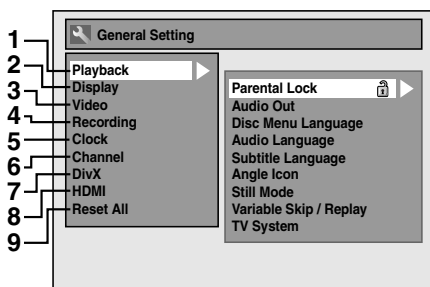 General Setting
1 Playback
2 Display
3 Video
4 Recording
5 Clock
6 Channel
7 DivX
8 HDMI
9 Reset All
Parental Lock
Audio Out
Disc Menu Language
Audio Language
Subtitle Language
Angle Icon
Still Mode
Variable Skip / Replay
TV System